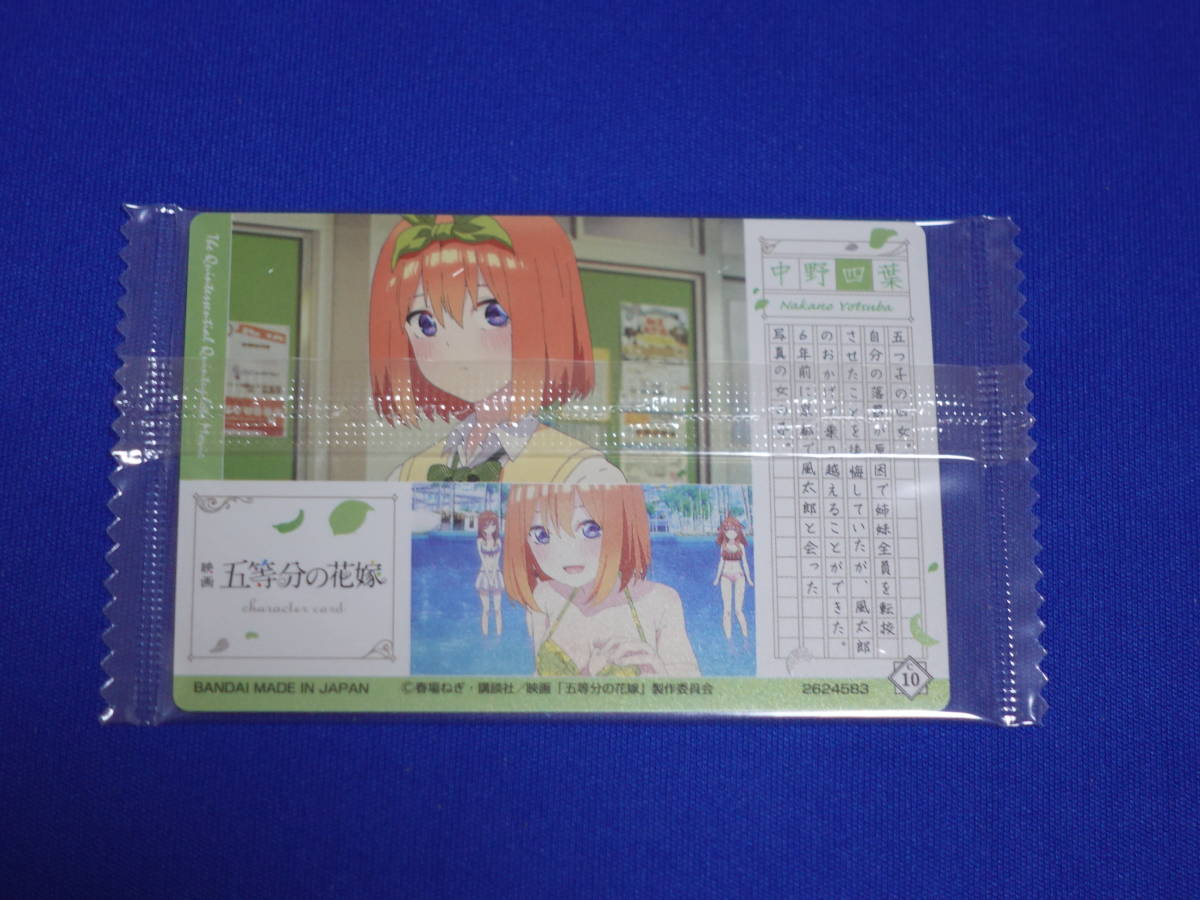 The Quintessential Quintuplets Movie
中野四葉
Nakano Yotsuba
五つ子の四女。
自分の落第が原因で姉妹全員を転校
させたことを後悔していたが、風太郎
のおかげで乗り越えることができた。
6年前に京都で風太郎と会った
写真の女の子。
映画 五等分の花嫁
character card
BANDAI MADE IN JAPAN
©春場ねぎ・講談社/映画「五等分の花嫁」製作委員会
2624583
C
10